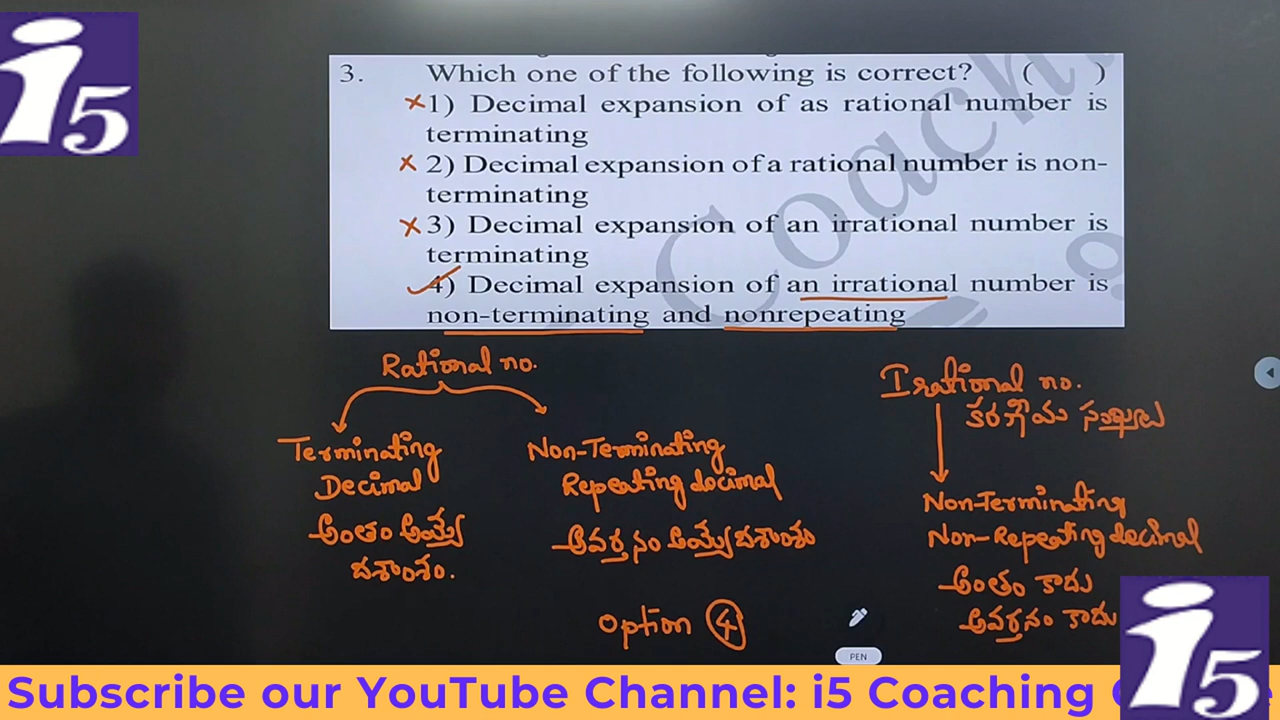 i5
3. Which one of the following is correct? ( )
×1) Decimal expansion of as rational number is
terminating
× 2) Decimal expansion of a rational number is non-
terminating
×3) Decimal expansion of an irrational number is
terminating
✓4) Decimal expansion of an irrational number is
non-terminating and nonrepeating
Coach
Rational no.
Terminating
Decimal
అంతం అయ్యే
దశాంశం.
Non-Terminating
Repeating decimal
ఆవర్తనం అయ్యే దశాంశం
Irational no.
కరణీయ సంఖ్యలు
Non-Terminating
Non-Repeating decimal
అంతం కాదు
ఆవర్తనం కాదు
option 4
PEN
i5
Subscribe our YouTube Channel: i5 Coaching